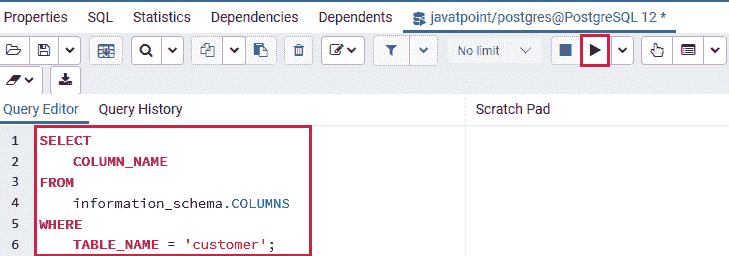 Properties SQL Statistics Dependencies Dependents javatpoint/postgres@PostgreSQL 12 *
No limit
Query Editor Query History Scratch Pad
1 SELECT
2 COLUMN_NAME
3 FROM
4 information_schema.COLUMNS
5 WHERE
6 TABLE_NAME = 'customer';